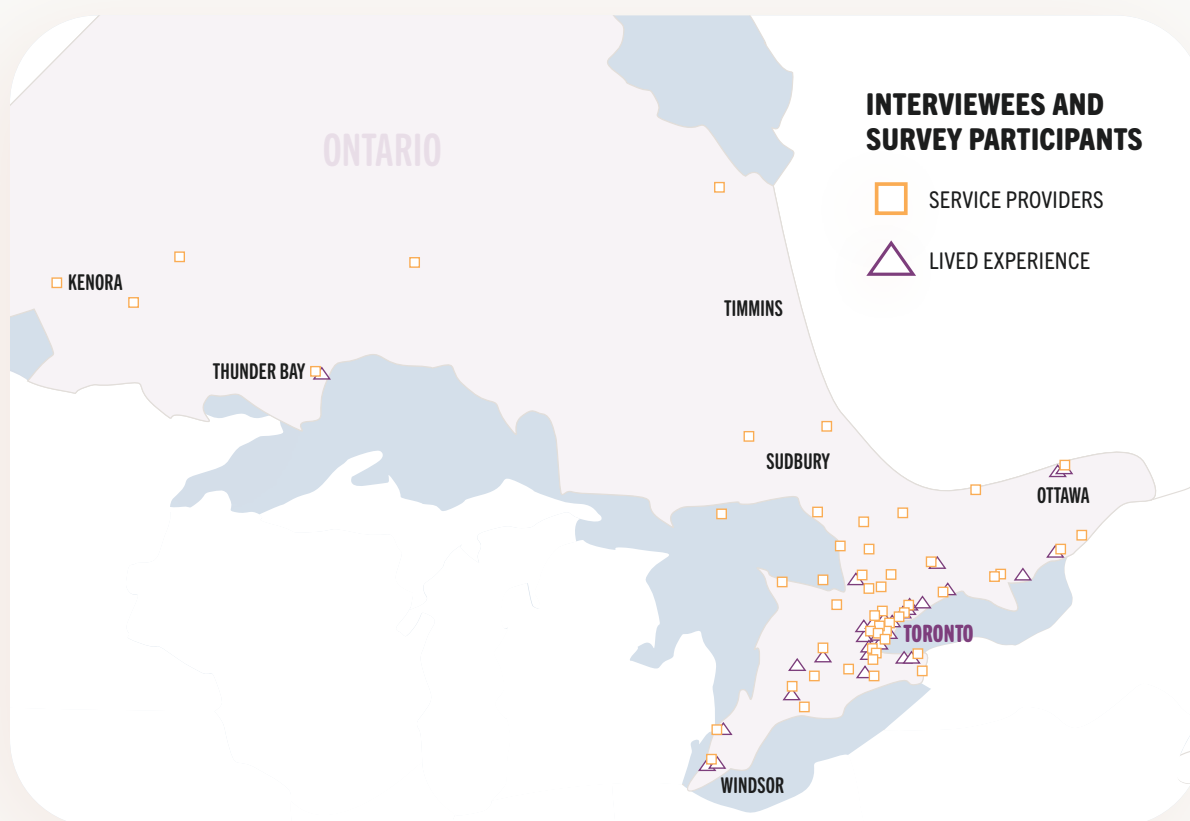 ONTARIO
INTERVIEWEES AND
SURVEY PARTICIPANTS
SERVICE PROVIDERS
LIVED EXPERIENCE
KENORA
TIMMINS
THUNDER BAY
SUDBURY
OTTAWA
TORONTO
WINDSOR